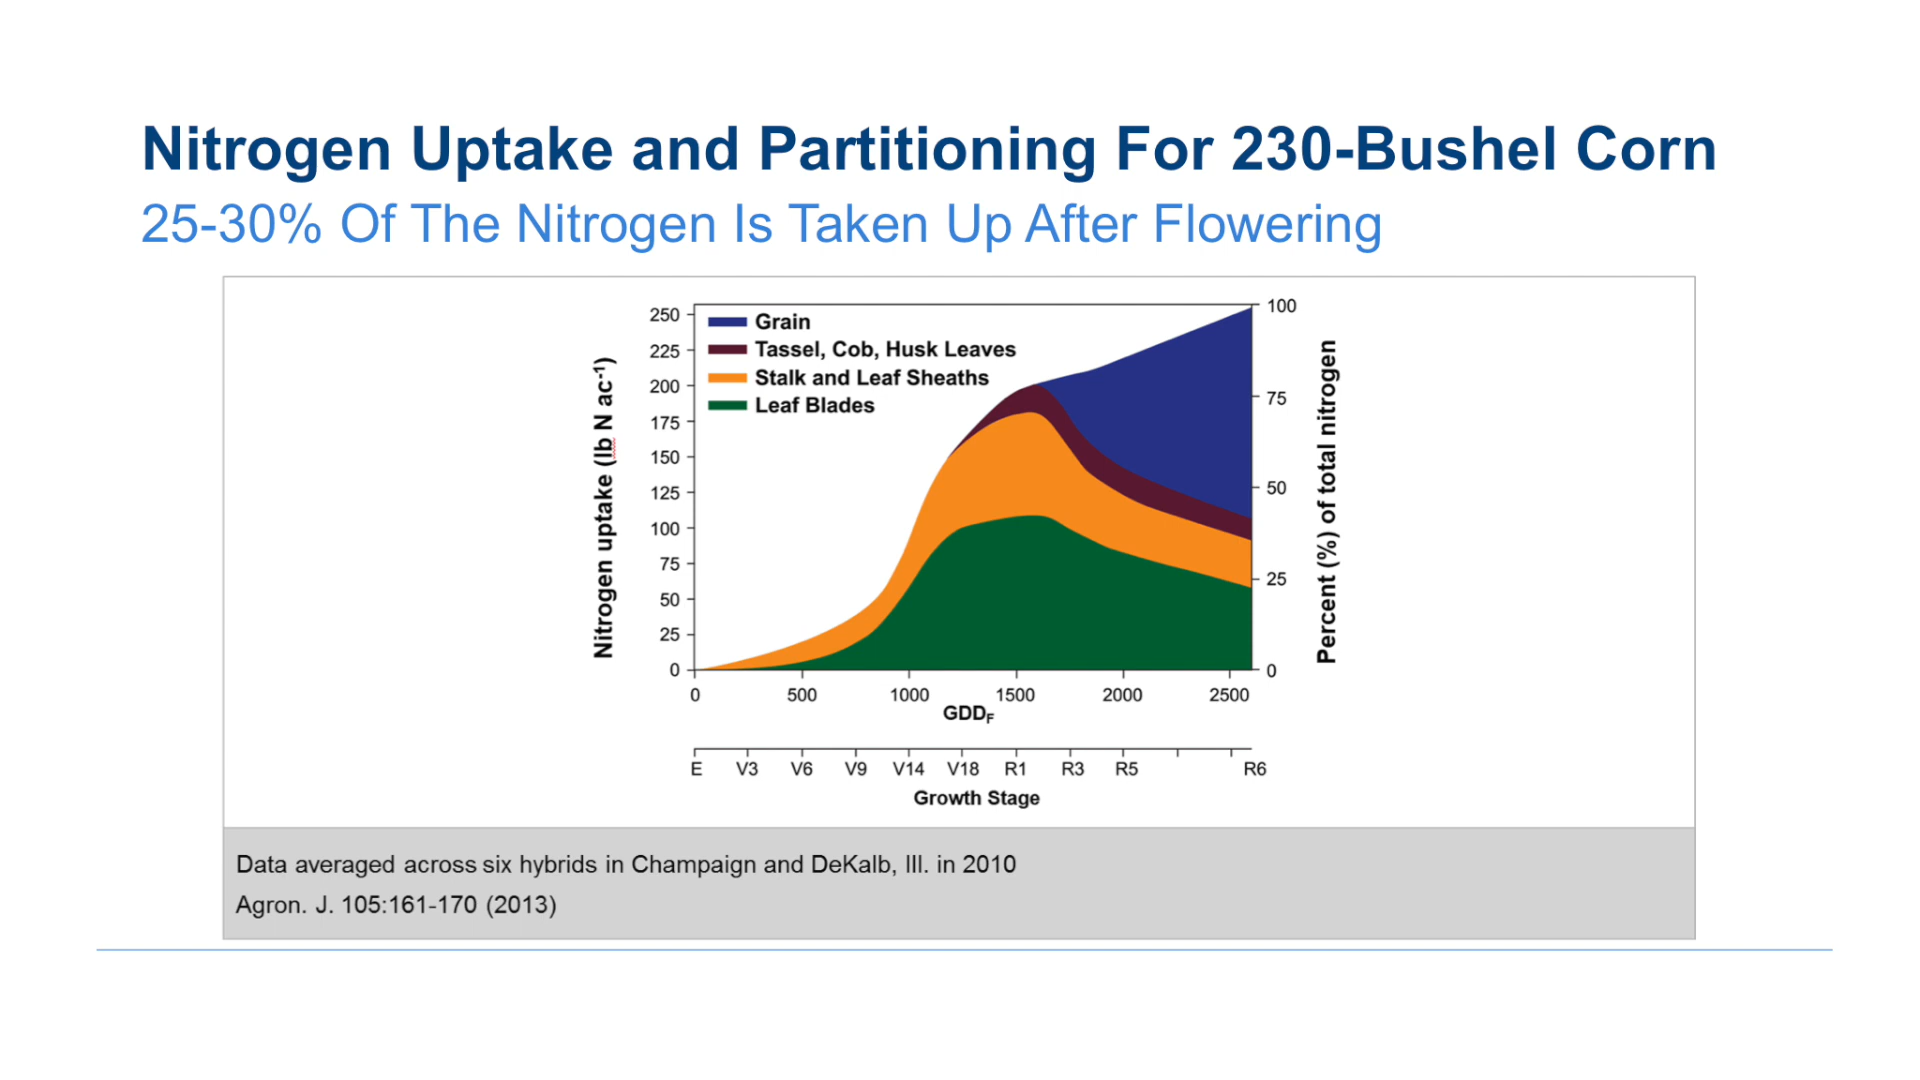 Nitrogen Uptake and Partitioning For 230-Bushel Corn
25-30% Of The Nitrogen Is Taken Up After Flowering
Nitrogen uptake (lb N ac-1)
250
225
200
175
150
125
100
75
50
25
0
Grain
Tassel, Cob, Husk Leaves
Stalk and Leaf Sheaths
Leaf Blades
100
75
50
25
0
Percent (%) of total nitrogen
0 500 1000 1500 2000 2500
GDDF
E V3 V6 V9 V14 V18 R1 R3 R5 R6
Growth Stage
Data averaged across six hybrids in Champaign and DeKalb, Ill. in 2010
Agron. J. 105:161-170 (2013)